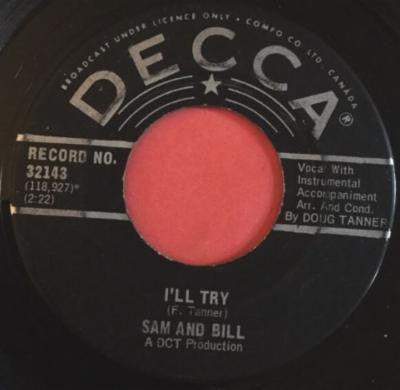 BROADCAST UNDER LICENCE ONLY • COMPO CO. LTD. CANADA
DECCA®
RECORD NO.
32143
(118,927)*
(2:22)
Vocal With
Instrumental
Accompaniment
Arr. And Cond.
By DOUG TANNER
I'LL TRY
(F. Tanner)
SAM AND BILL
A DCT Production